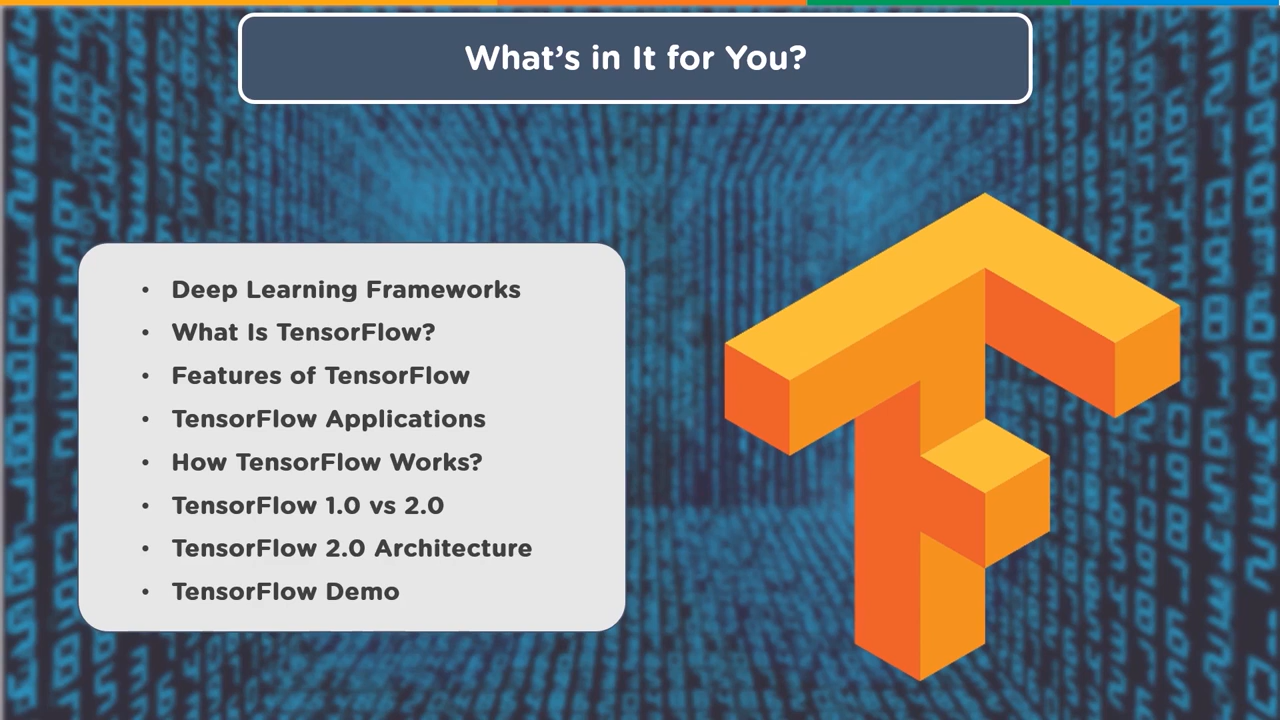 What's in It for You?
• Deep Learning Frameworks
• What Is TensorFlow?
• Features of TensorFlow
• TensorFlow Applications
• How TensorFlow Works?
• TensorFlow 1.0 vs 2.0
• TensorFlow 2.0 Architecture
• TensorFlow Demo